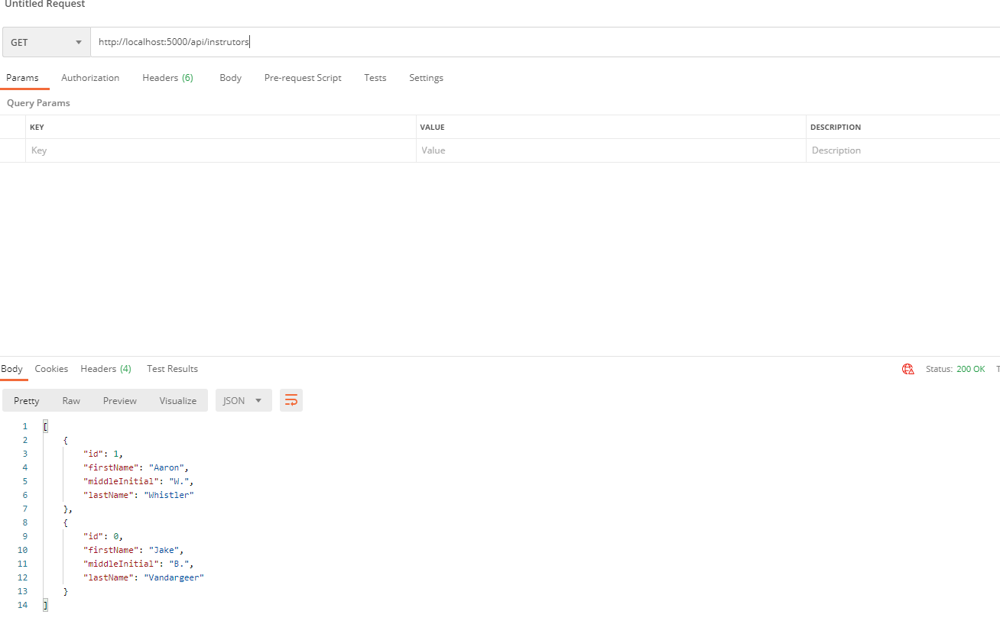 Untitled Request
GET http://localhost:5000/api/instrutors
Params Authorization Headers (6) Body Pre-request Script Tests Settings
Query Params
KEY VALUE DESCRIPTION
Key Value Description
Body Cookies Headers (4) Test Results Status: 200 OK
Pretty Raw Preview Visualize JSON
1 [
2 {
3 "id": 1,
4 "firstName": "Aaron",
5 "middleInitial": "W.",
6 "lastName": "Whistler"
7 },
8 {
9 "id": 0,
10 "firstName": "Jake",
11 "middleInitial": "B.",
12 "lastName": "Vandargeer"
13 }
14 ]